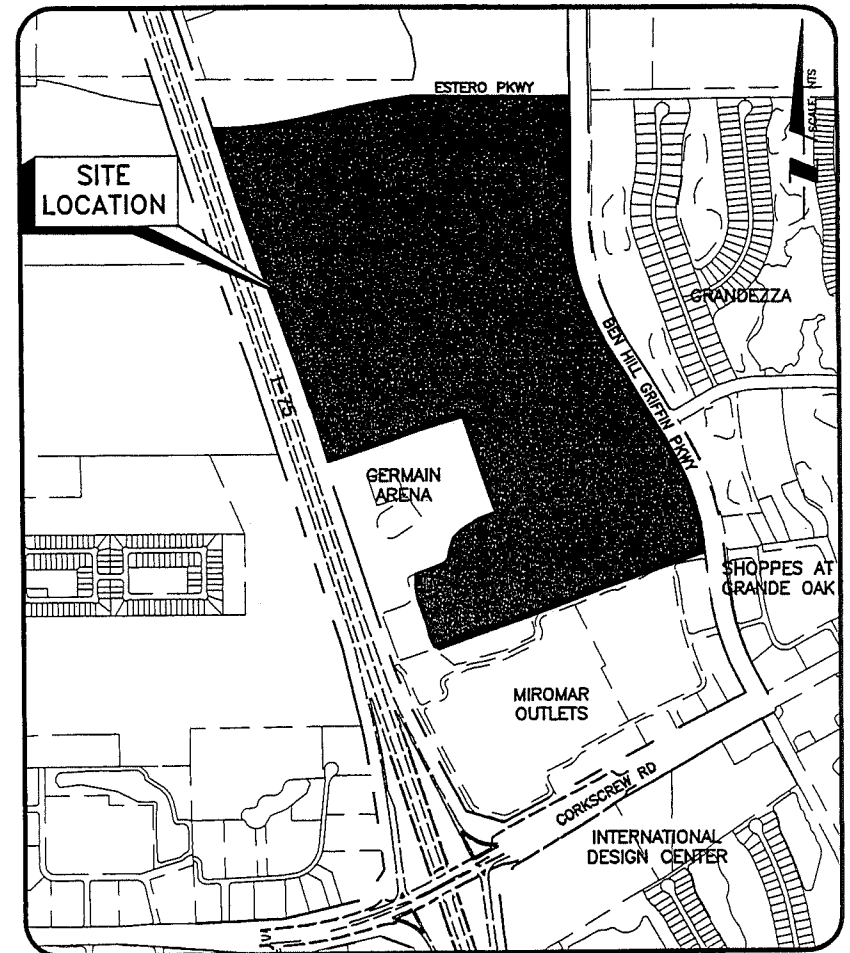 ESTERO PKWY
SCALE: NTS
SITE
LOCATION
GRANDEZZA
BEN HILL GRIFFIN PKWY
I-75
GERMAIN
ARENA
SHOPPES AT
GRANDE OAK
MIROMAR
OUTLETS
CORKSCREW RD
INTERNATIONAL
DESIGN CENTER